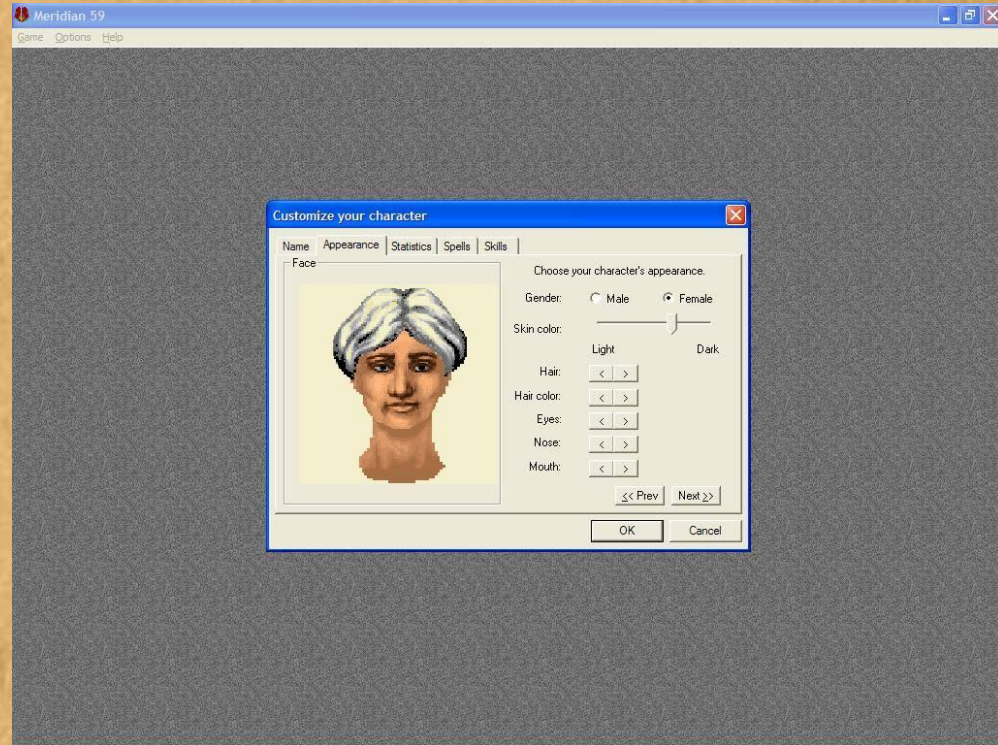 Meridian 59
Game Options Help
Customize your character
Name Appearance Statistics Spells Skills
Face
Choose your character's appearance.
Gender: Male Female
Skin color:
Light Dark
Hair: < >
Hair color: < >
Eyes: < >
Nose: < >
Mouth: < >
<< Prev Next >>
OK Cancel